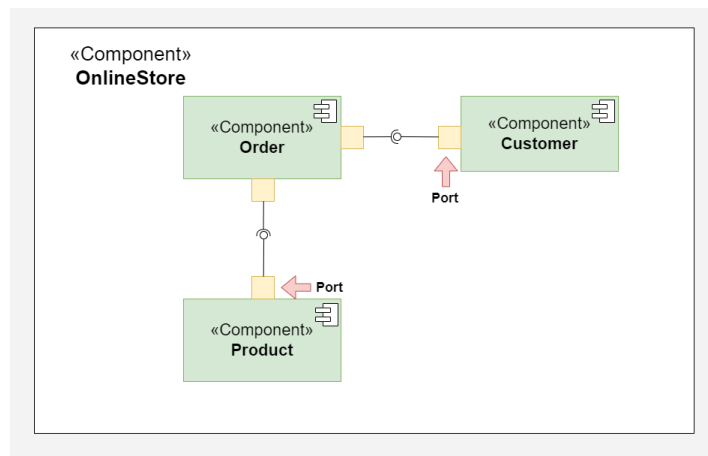 «Component»
OnlineStore
«Component»
Order
«Component»
Customer
Port
Port
«Component»
Product